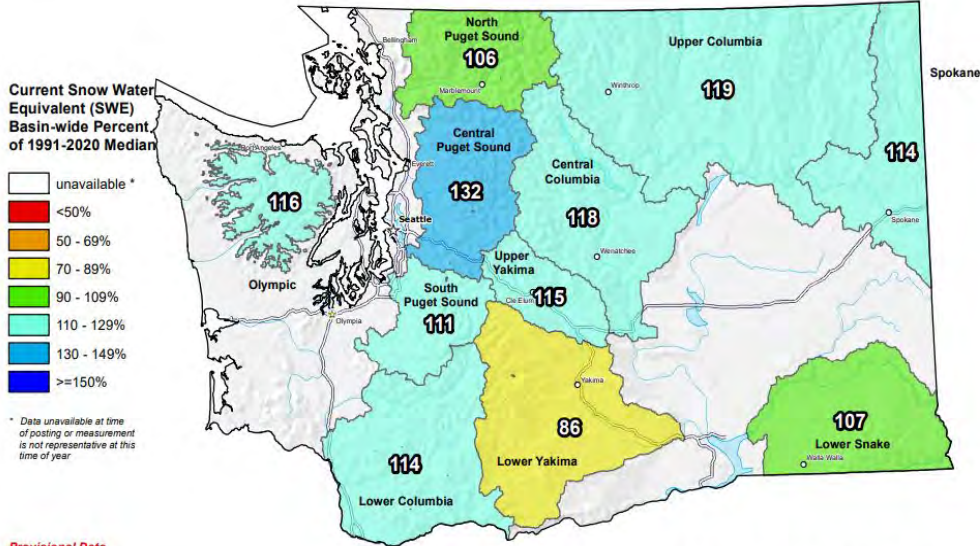 Current Snow Water
Equivalent (SWE)
Basin-wide Percent
of 1991-2020 Median
unavailable *
<50%
50 - 69%
70 - 89%
90 - 109%
110 - 129%
130 - 149%
>=150%
* Data unavailable at time
of posting or measurement
is not representative at this
time of year
Provisional Data
North
Puget Sound
106
Bellingham
Marblemount
Upper Columbia
119
Winthrop
Spokane
114
Spokane
Central
Puget Sound
132
Everett
Seattle
Central
Columbia
118
Wenatchee
Port Angeles
116
Olympic
Olympia
Upper
Yakima
115
Cle Elum
South
Puget Sound
111
Yakima
86
Lower Yakima
114
Lower Columbia
107
Lower Snake
Walla Walla